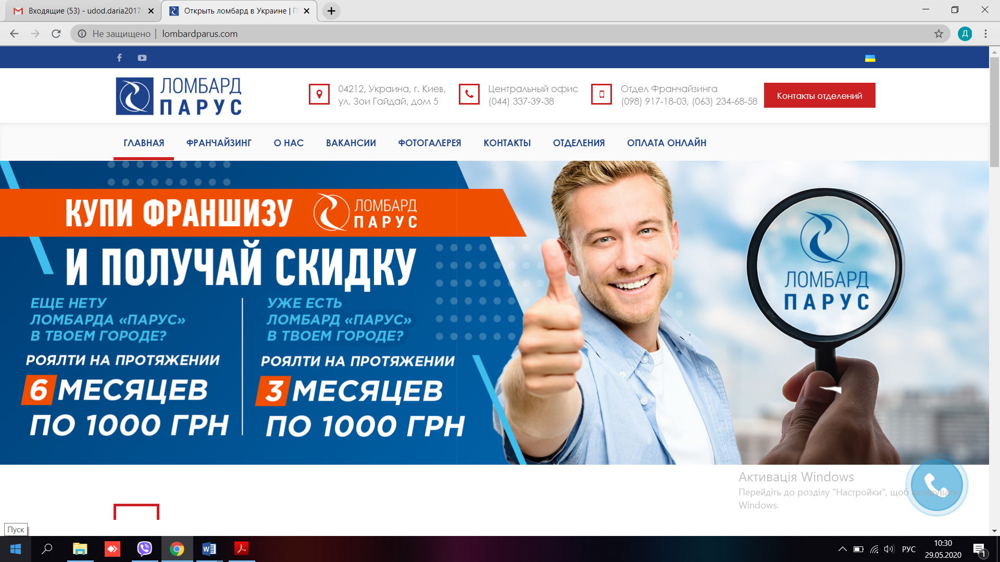 Входящие (53) - udod.daria2017
Открыть ломбард в Украине | П
Не защищено | lombardparus.com
Д
ЛОМБАРД
ПАРУС
04212, Украина, г. Киев,
ул. Зои Гайдай, дом 5
Центральный офис
(044) 337-39-38
Отдел Франчайзинга
(098) 917-18-03, (063) 234-68-58
Контакты отделений
ГЛАВНАЯ
ФРАНЧАЙЗИНГ
О НАС
ВАКАНСИИ
ФОТОГАЛЕРЕЯ
КОНТАКТЫ
ОТДЕЛЕНИЯ
ОПЛАТА ОНЛАЙН
КУПИ ФРАНШИЗУ
ЛОМБАРД
ПАРУС
И ПОЛУЧАЙ СКИДКУ
ЕЩЕ НЕТУ
ЛОМБАРДА «ПАРУС»
В ТВОЕМ ГОРОДЕ?
РОЯЛТИ НА ПРОТЯЖЕНИИ
6 МЕСЯЦЕВ
ПО 1000 ГРН
УЖЕ ЕСТЬ
ЛОМБАРД «ПАРУС»
В ТВОЕМ ГОРОДЕ?
РОЯЛТИ НА ПРОТЯЖЕНИИ
3 МЕСЯЦЕВ
ПО 1000 ГРН
ЛОМБАРД
ПАРУС
Активація Windows
Перейдіть до розділу "Настройки", щоб активувати
Windows.
Пуск
РУС
10:30
29.05.2020
1